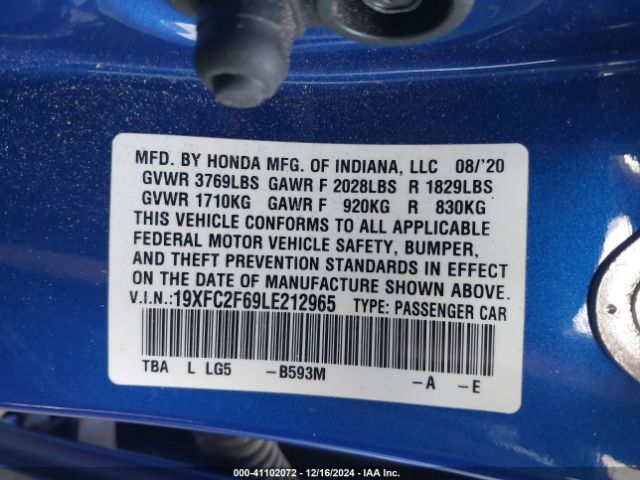 MFD. BY HONDA MFG. OF INDIANA, LLC 08/'20
GVWR 3769LBS GAWR F 2028LBS R 1829LBS
GVWR 1710KG GAWR F 920KG R 830KG
THIS VEHICLE CONFORMS TO ALL APPLICABLE
FEDERAL MOTOR VEHICLE SAFETY, BUMPER,
AND THEFT PREVENTION STANDARDS IN EFFECT
ON THE DATE OF MANUFACTURE SHOWN ABOVE.
V.I.N.:19XFC2F69LE212965 TYPE: PASSENGER CAR
TBA L LG5 -B593M -A -E
000-41102072 - 12/16/2024 - IAA Inc.